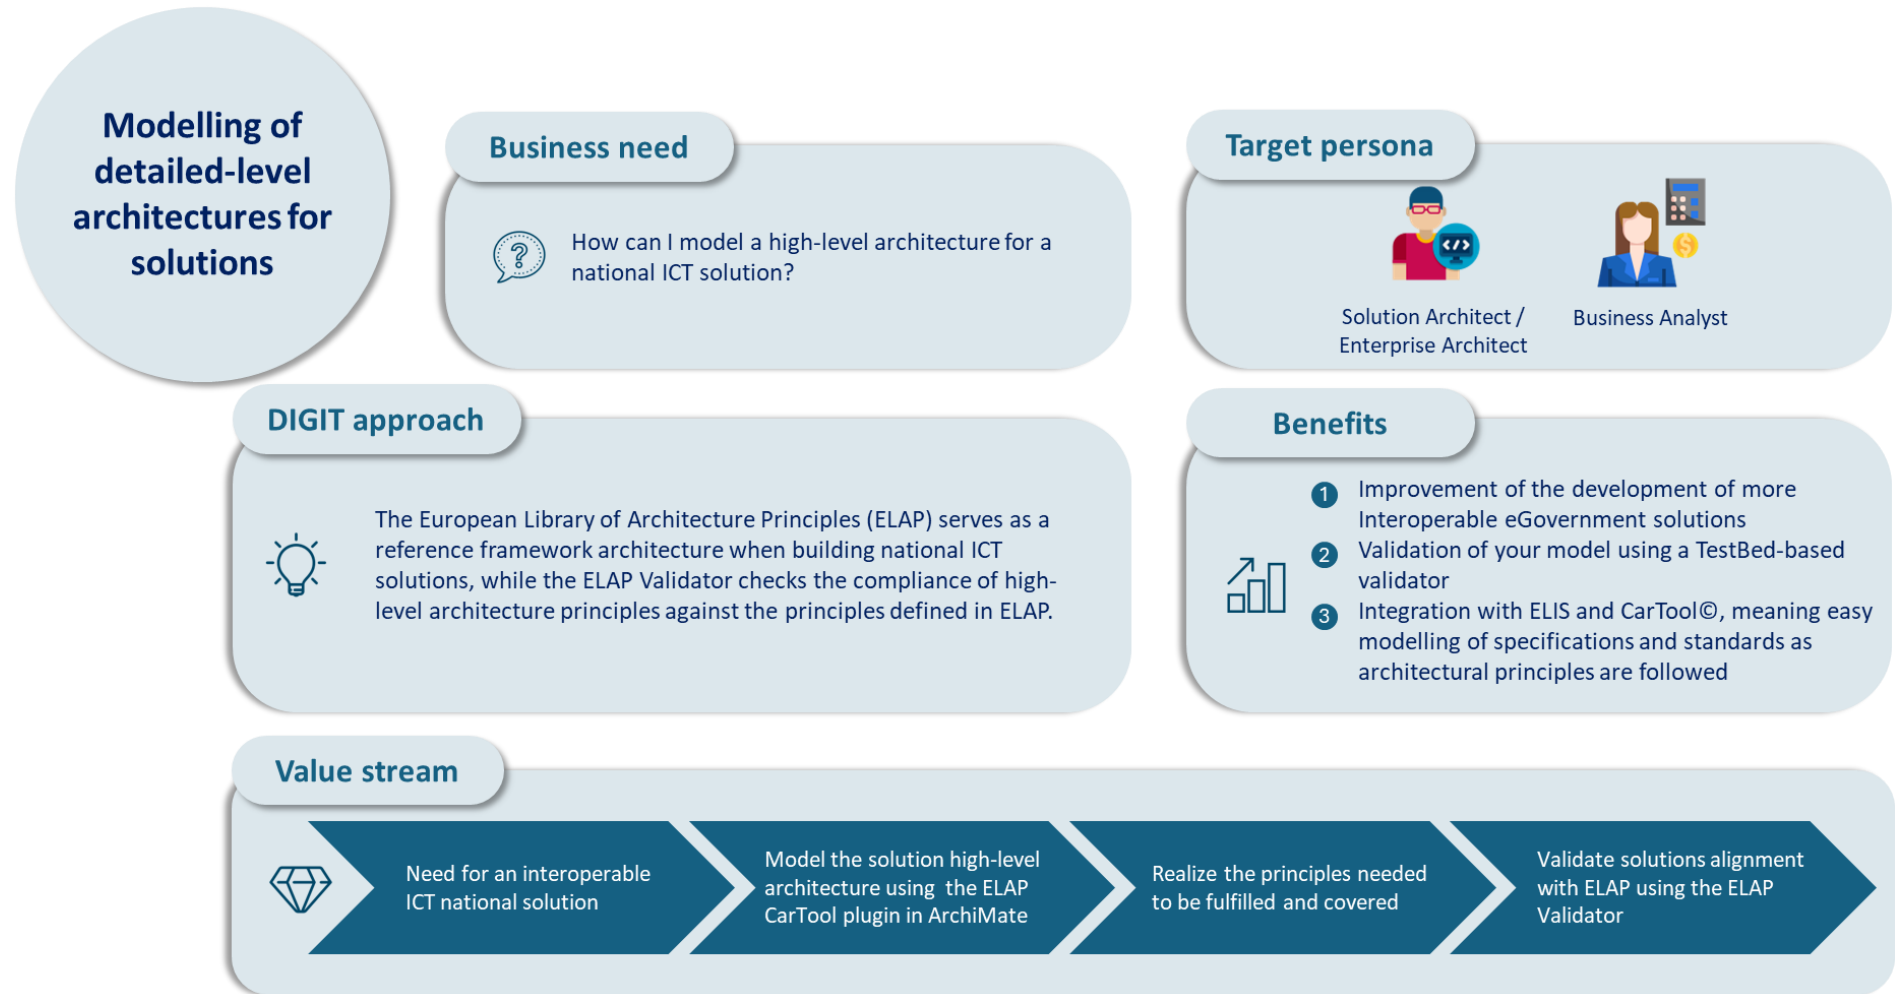 Modelling of
detailed-level
architectures for
solutions
Business need
?
How can I model a high-level architecture for a
national ICT solution?
Target persona
</>
$
Solution Architect /
Enterprise Architect
Business Analyst
DIGIT approach
The European Library of Architecture Principles (ELAP) serves as a
reference framework architecture when building national ICT
solutions, while the ELAP Validator checks the compliance of high-
level architecture principles against the principles defined in ELAP.
Benefits
1 Improvement of the development of more
Interoperable eGovernment solutions
2 Validation of your model using a TestBed-based
validator
3 Integration with ELIS and CarTool©, meaning easy
modelling of specifications and standards as
architectural principles are followed
Value stream
Need for an interoperable
ICT national solution
Model the solution high-level
architecture using the ELAP
CarTool plugin in ArchiMate
Realize the principles needed
to be fulfilled and covered
Validate solutions alignment
with ELAP using the ELAP
Validator